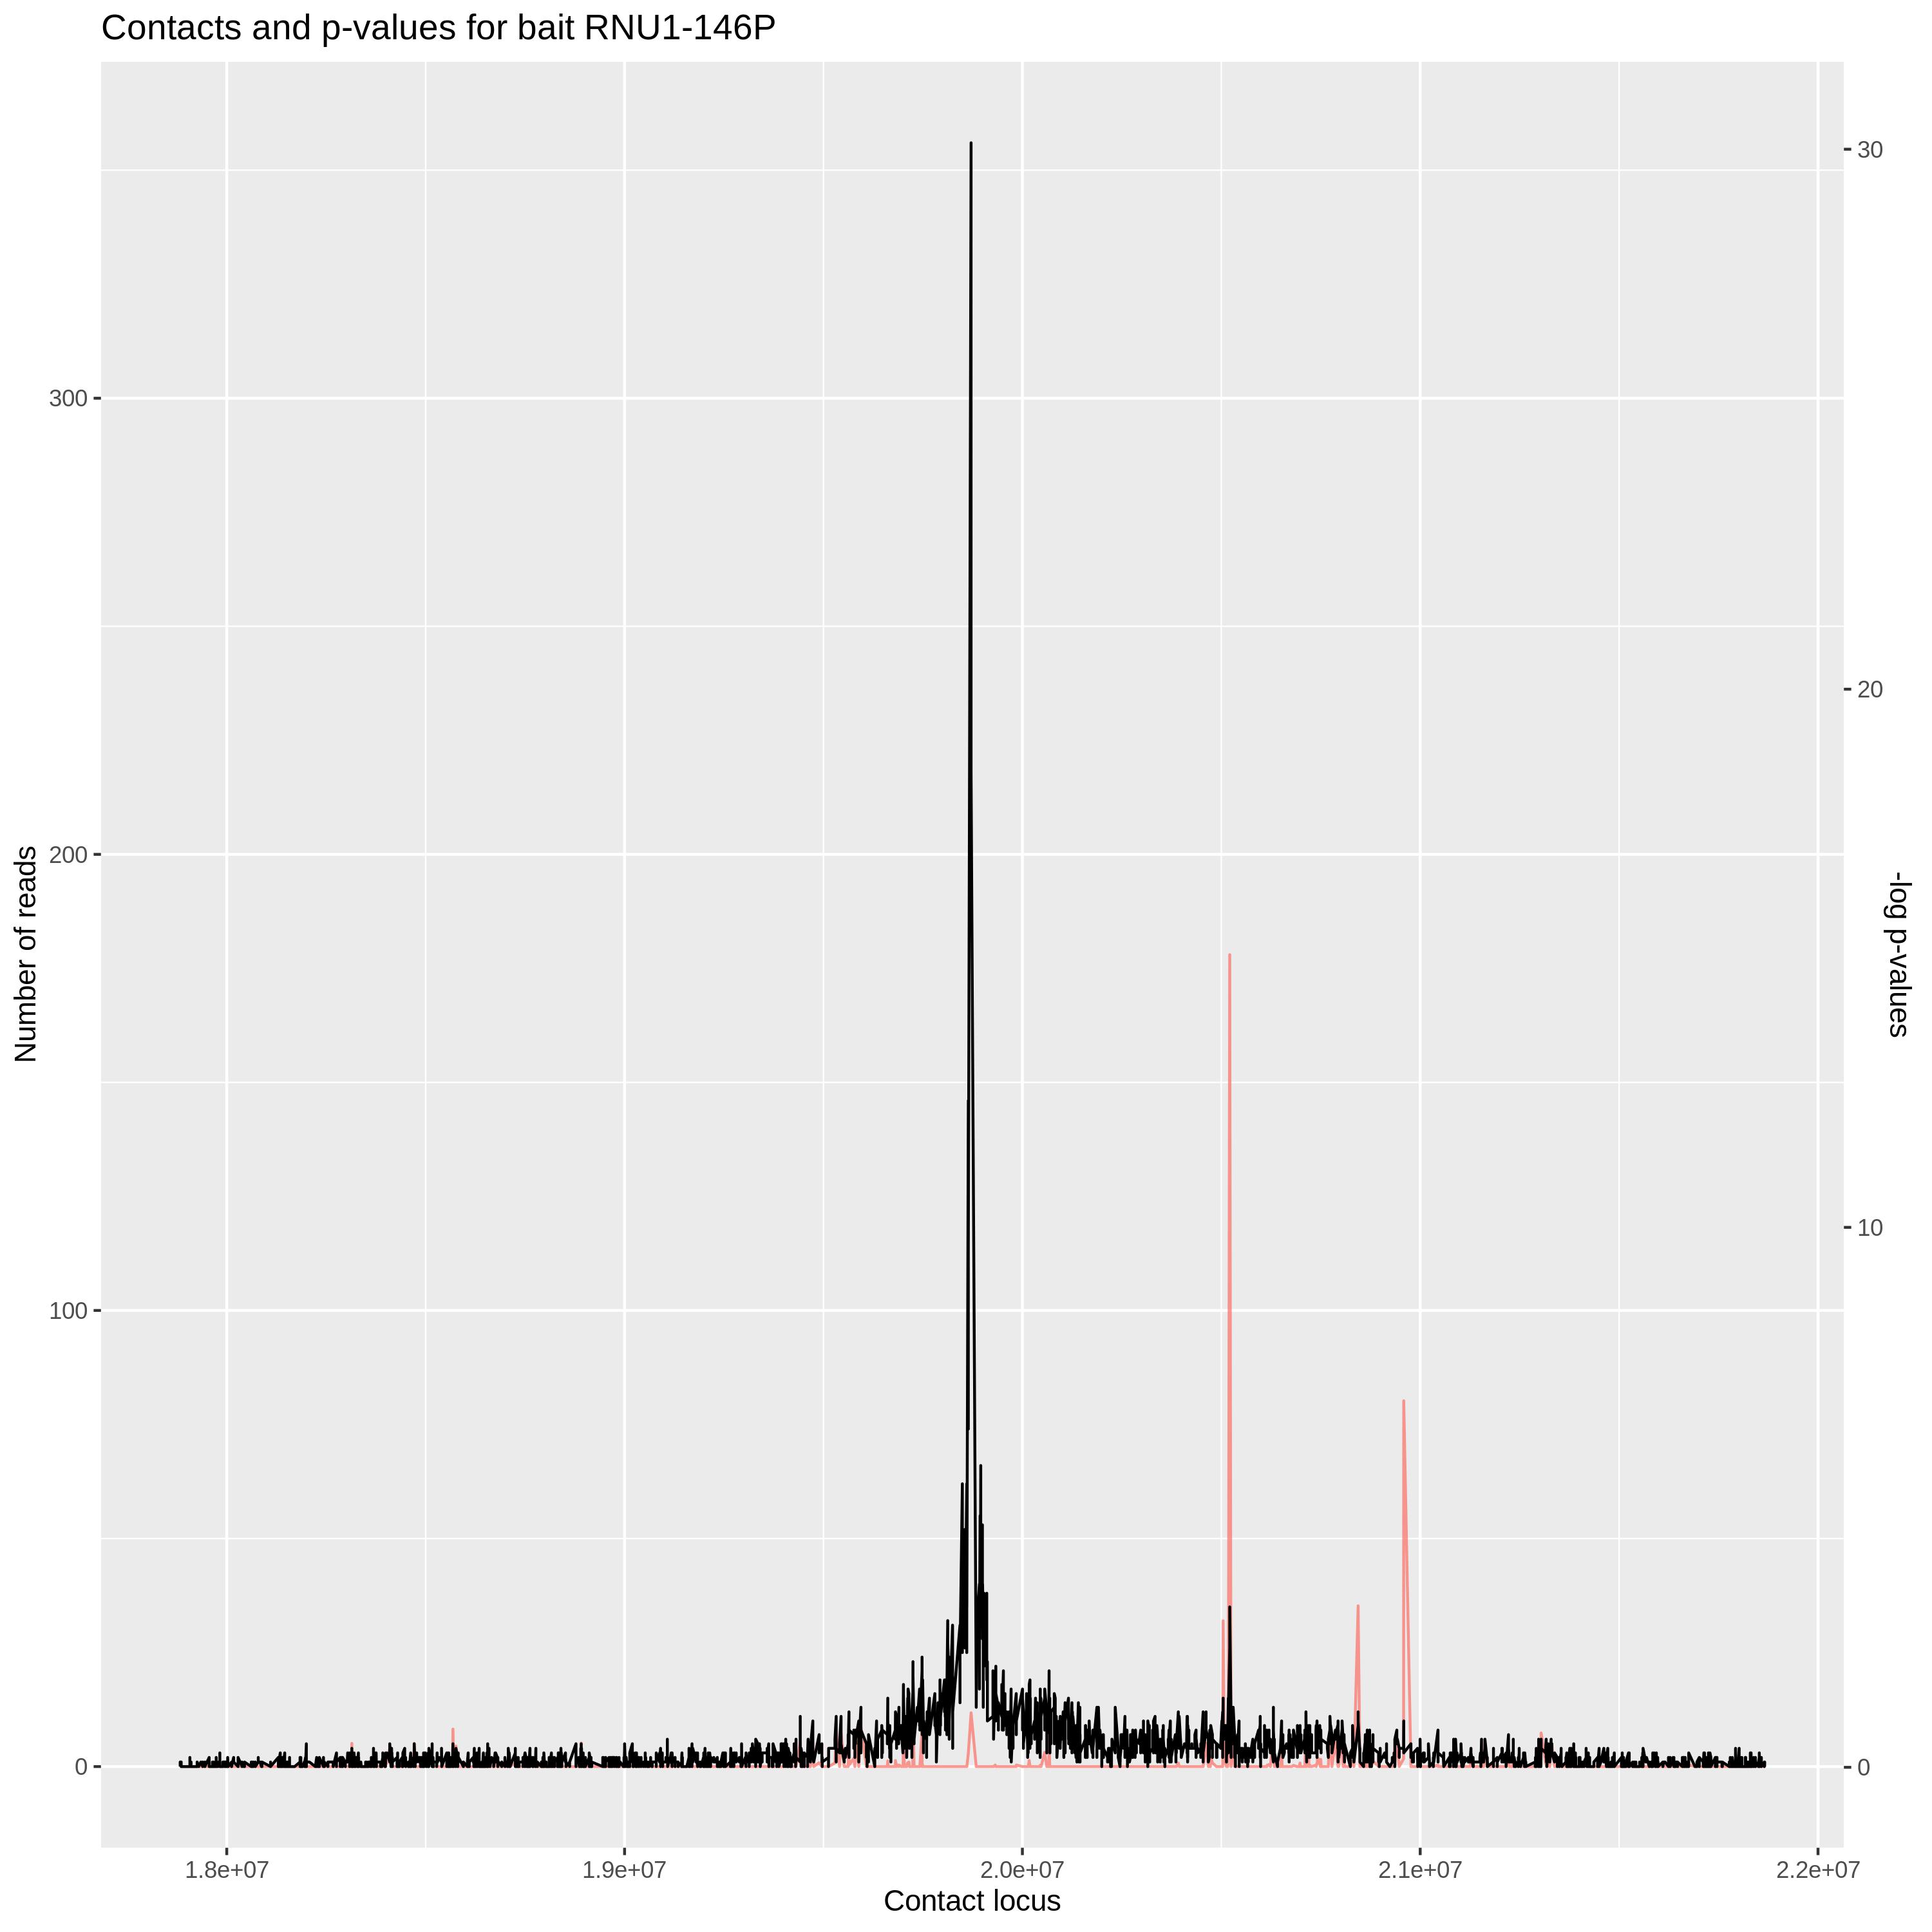 Contacts and p-values for bait RNU1-146P
300
200
100
0
Number of reads
30
20
10
0
-log p-values
1.8e+07
1.9e+07
2.0e+07
2.1e+07
2.2e+07
Contact locus